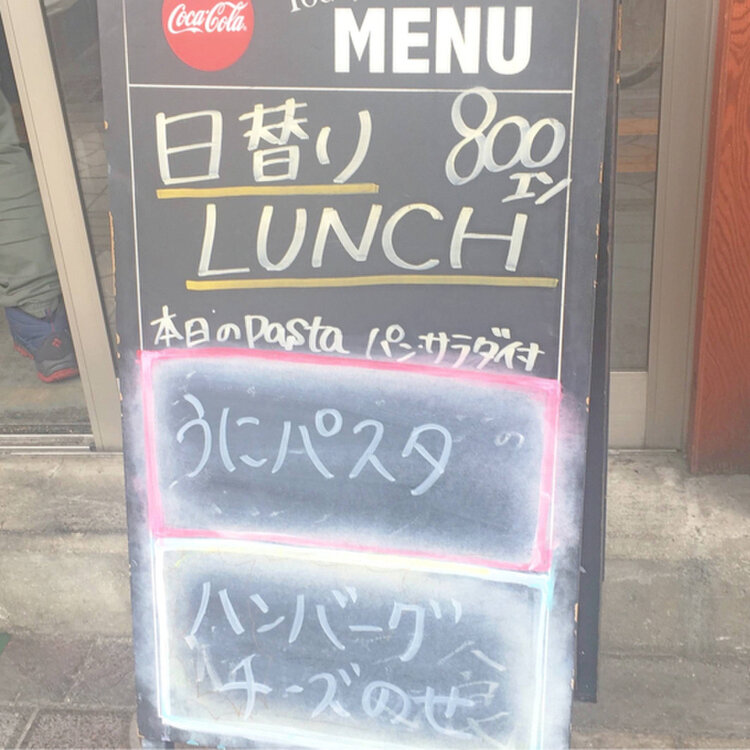 Coca-Cola
MENU
日替り 800エン
LUNCH
本日のpasta パン・サラダ付
うにパスタ
ハンバーグ
チーズのせ